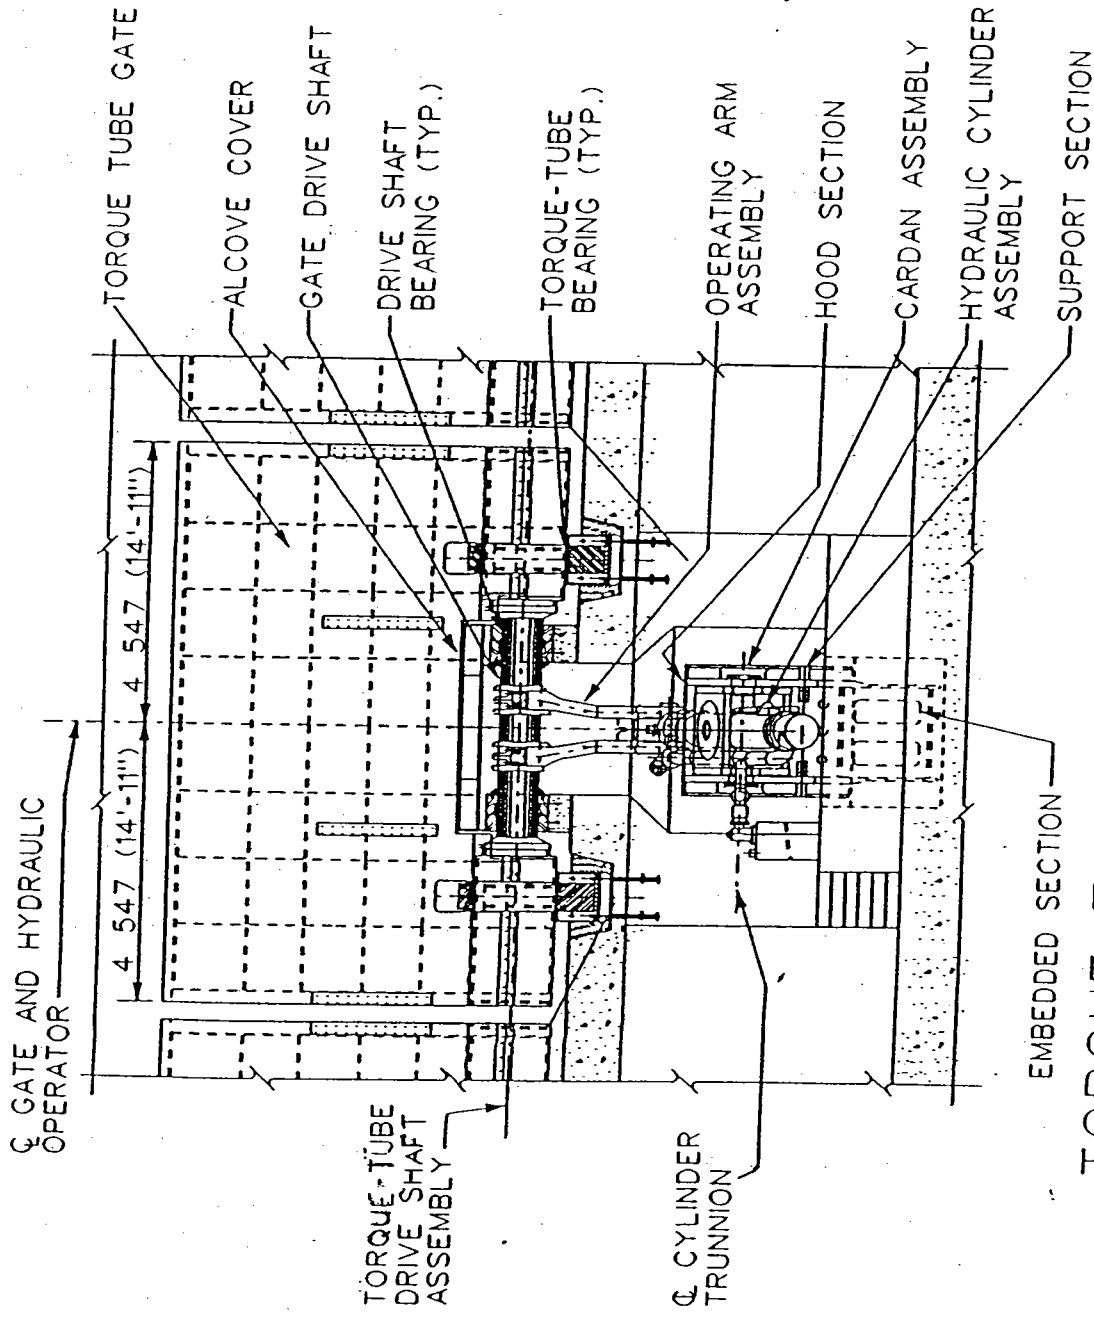 ℄ GATE AND HYDRAULIC
OPERATOR
4 547 (14'-11")
4 547 (14'-11")
TORQUE TUBE GATE
ALCOVE COVER
GATE DRIVE SHAFT
DRIVE SHAFT
BEARING (TYP.)
TORQUE-TUBE
BEARING (TYP.)
OPERATING ARM
ASSEMBLY
HOOD SECTION
CARDAN ASSEMBLY
HYDRAULIC CYLINDER
ASSEMBLY
SUPPORT SECTION
TORQUE-TUBE
DRIVE SHAFT
ASSEMBLY
℄ CYLINDER
TRUNNION
EMBEDDED SECTION